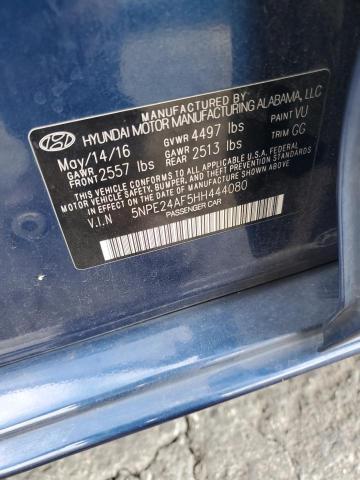 MANUFACTURED BY
HYUNDAI MOTOR MANUFACTURING ALABAMA, LLC
May/14/16 GVWR 4497 lbs PAINT VU
GAWR FRONT 2557 lbs GAWR REAR 2513 lbs TRIM GG
THIS VEHICLE CONFORMS TO ALL APPLICABLE U.S. FEDERAL MOTOR
VEHICLE SAFETY, BUMPER, AND THEFT PREVENTION STANDARDS
IN EFFECT ON THE DATE OF MANUFACTURE SHOWN ABOVE.
V.I.N 5NPE24AF5HH444080
PASSENGER CAR